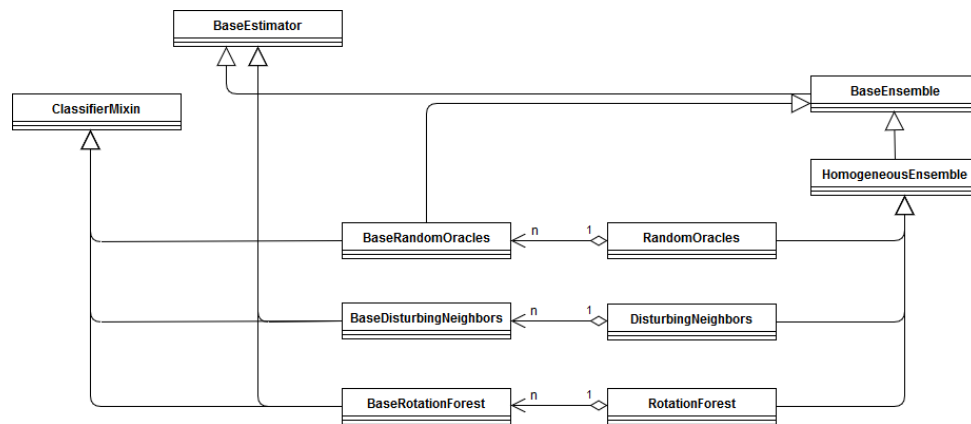 BaseEstimator
BaseEnsemble
ClassifierMixin
HomogeneousEnsemble
BaseRandomOracles
n
1
RandomOracles
BaseDisturbingNeighbors
n
1
DisturbingNeighbors
BaseRotationForest
n
1
RotationForest